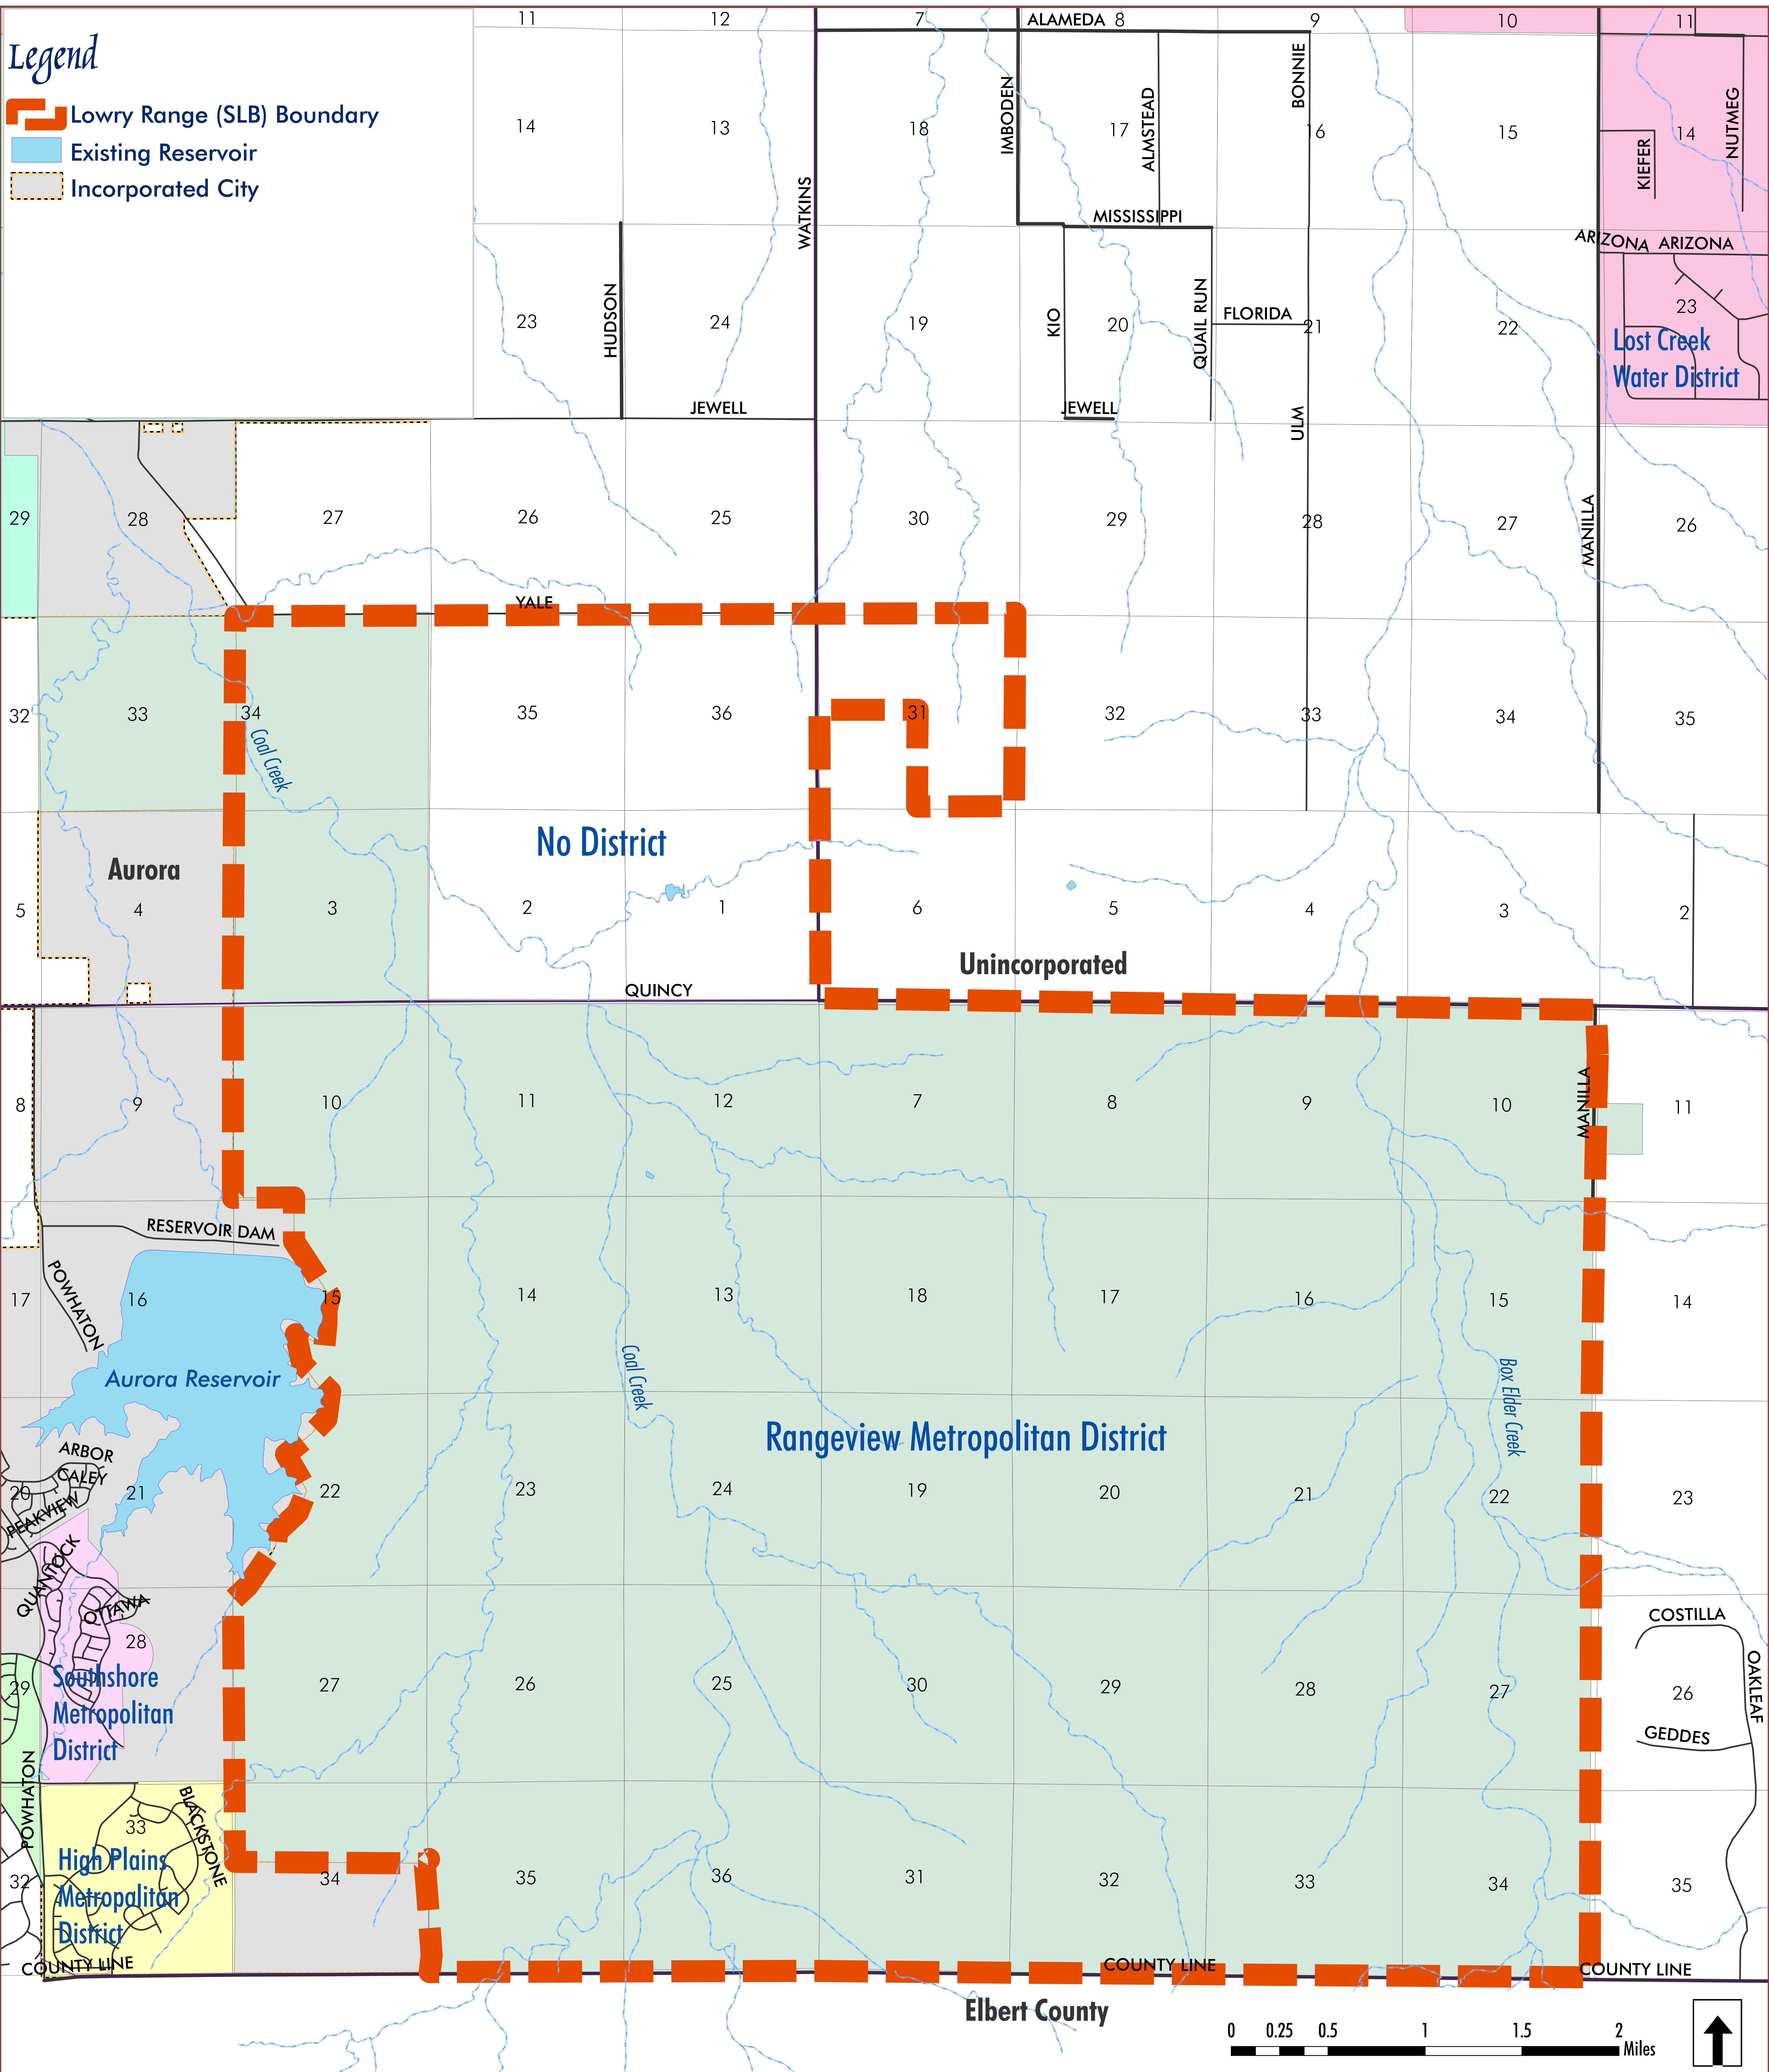 Legend
Lowry Range (SLB) Boundary
Existing Reservoir
Incorporated City
11 12 7 ALAMEDA 8 9 10 11
WATKINS
IMBODEN
ALMSTEAD
BONNIE
KIEFER
NUTMEG
14 13 18 17 16 15 14
MISSISSIPPI
ARIZONA ARIZONA
HUDSON
KIO
QUAIL RUN
FLORIDA
23 24 19 20 21 22 23
Lost Creek
Water District
JEWELL
JEWELL
ULM
MANILLA
29 28 27 26 25 30 29 28 27 26
YALE
32 33 34 35 36 31 32 33 34 35
Coal Creek
No District
Aurora
5 4 3 2 1 6 5 4 3 2
Unincorporated
QUINCY
MANILLA
8 9 10 11 12 7 8 9 10 11
RESERVOIR DAM
POWHATON
17 16 15 14 13 18 17 16 15 14
Aurora Reservoir
Coal Creek
Box Elder Creek
Rangeview Metropolitan District
ARBOR
CALEY
PEAKVIEW
20 21 22 23 24 19 20 21 22 23
QUANTOCK
OTTAWA
COSTILLA
OAKLEAF
28
Southshore
Metropolitan
District
29 27 26 25 30 29 28 27 26
GEDDES
POWHATON
BLACKSTONE
33
High Plains
Metropalitan
District
32 34 35 36 31 32 33 34 35
COUNTY LINE
COUNTY LINE
COUNTY LINE
Elbert County
0 0.25 0.5 1 1.5 2
Miles